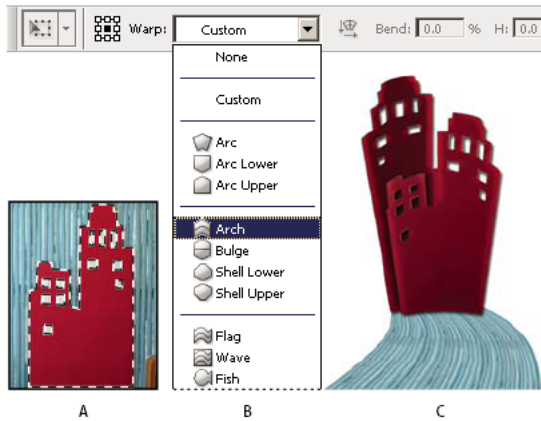 Warp: Custom Bend: 0.0 % H: 0.0
None
Custom
Arc
Arc Lower
Arc Upper
Arch
Bulge
Shell Lower
Shell Upper
Flag
Wave
Fish
A B C